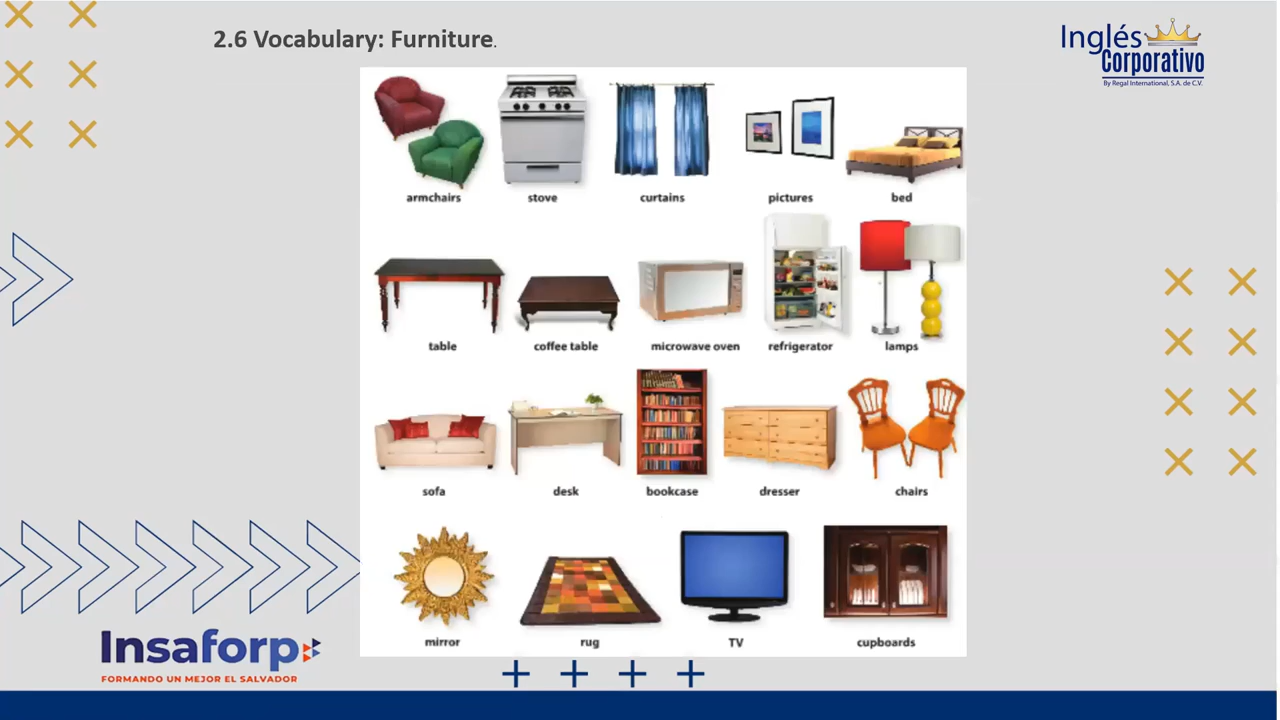 2.6 Vocabulary: Furniture.
Inglés
Corporativo
By Regal International, S.A. de C.V.
armchairs
stove
curtains
pictures
bed
table
coffee table
microwave oven
refrigerator
lamps
sofa
desk
bookcase
dresser
chairs
mirror
rug
TV
cupboards
Insaforp
FORMANDO UN MEJOR EL SALVADOR